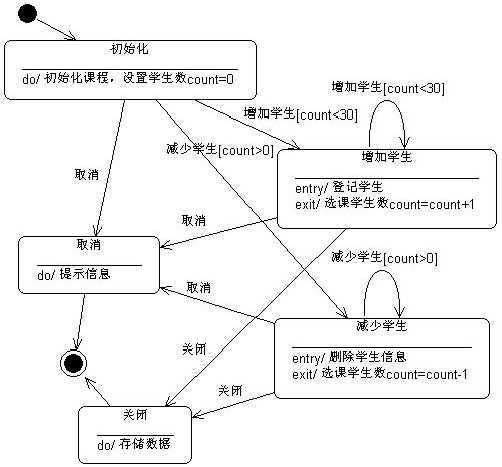 初始化
do/ 初始化课程，设置学生数count=0
增加学生[count<30]
增加学生[count<30]
减少学生[count>0]
增加学生
entry/ 登记学生
exit/ 选课学生数count=count+1
取消
取消
取消
do/ 提示信息
减少学生[count>0]
取消
减少学生
entry/ 删除学生信息
exit/ 选课学生数count=count-1
关闭
关闭
关闭
do/ 存储数据